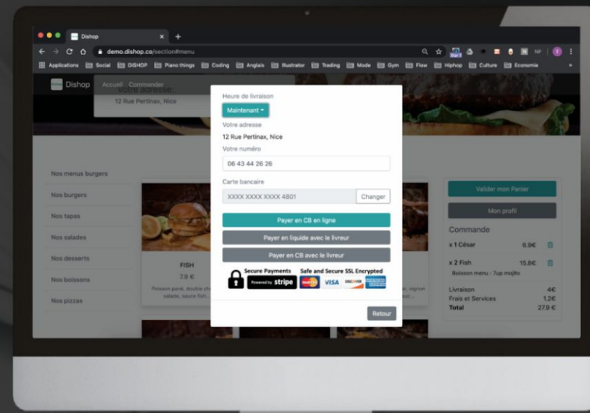 Dishop
demo.dishop.co/section#menu
Applications Social DISHOP Piano things Coding Anglais Illustrator Trading Mode Gym Flaw Hiphop Culture Economie
Dishop Accueil Commander
12 Rue Pertinax, Nice
Heure de livraison
Maintenant
Votre adresse
12 Rue Pertinax, Nice
Votre numéro
06 43 44 26 26
Carte bancaire
XXXX XXXX XXXX 4801 Changer
Payer en CB en ligne
Payer en liquide avec le livreur
Payer en CB avec le livreur
Secure Payments Safe and Secure SSL Encrypted
Powered by stripe VISA DISCOVER
Retour
Nos menus burgers
Nos burgers
Nos tapas
Nos salades
Nos desserts
Nos boissons
Nos pizzas
FISH
7.9 €
Valider mon Panier
Mon profil
Commande
x 1 César 6.9€
x 2 Fish 15.8€
Boisson menu : 7up mojito
Livraison 4€
Frais et Services 1.2€
Total 27.9 €